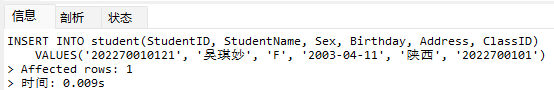 信息 剖析 状态
INSERT INTO student(StudentID, StudentName, Sex, Birthday, Address, ClassID)
VALUES('202270010121', '吴琪妙', 'F', '2003-04-11', '陕西', '2022700101')
> Affected rows: 1
> 时间: 0.009s